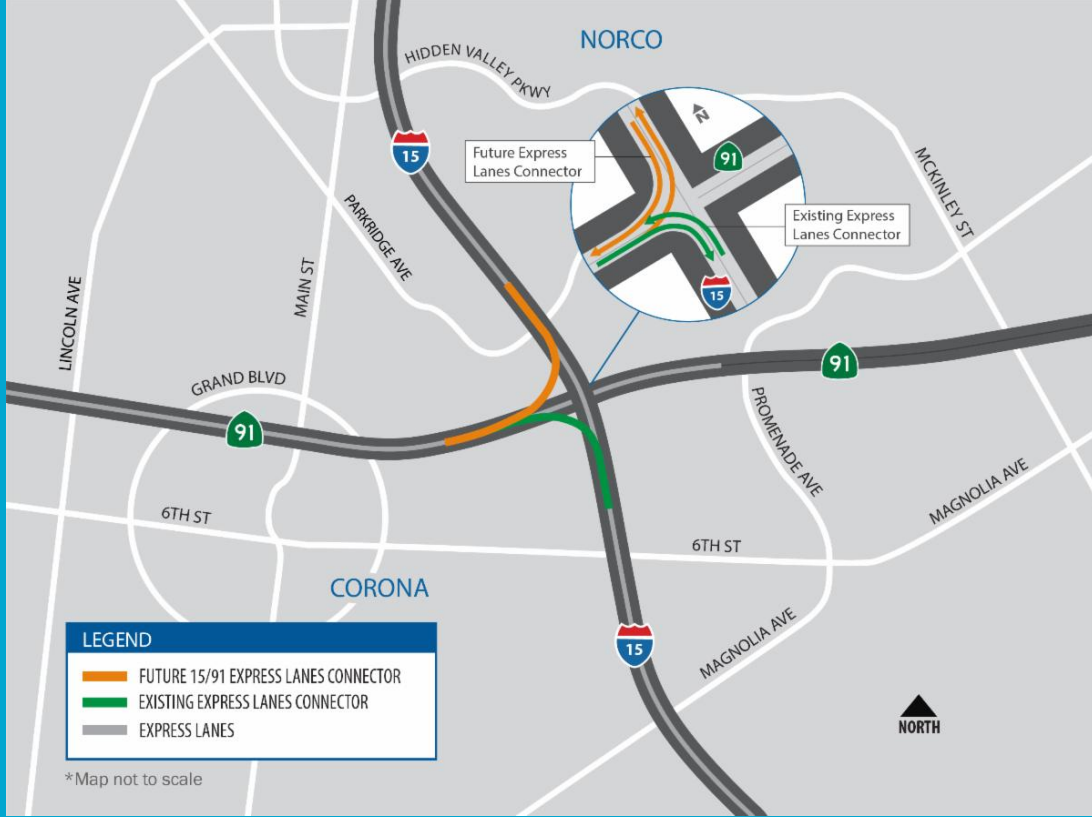 NORCO
HIDDEN VALLEY PKWY
15
Future Express
Lanes Connector
N
91
MCKINLEY ST
Existing Express
Lanes Connector
15
PARKRIDGE AVE
MAIN ST
LINCOLN AVE
GRAND BLVD
91
91
PROMENADE AVE
MAGNOLIA AVE
6TH ST
6TH ST
CORONA
MAGNOLIA AVE
15
LEGEND
FUTURE 15/91 EXPRESS LANES CONNECTOR
EXISTING EXPRESS LANES CONNECTOR
EXPRESS LANES
NORTH
*Map not to scale